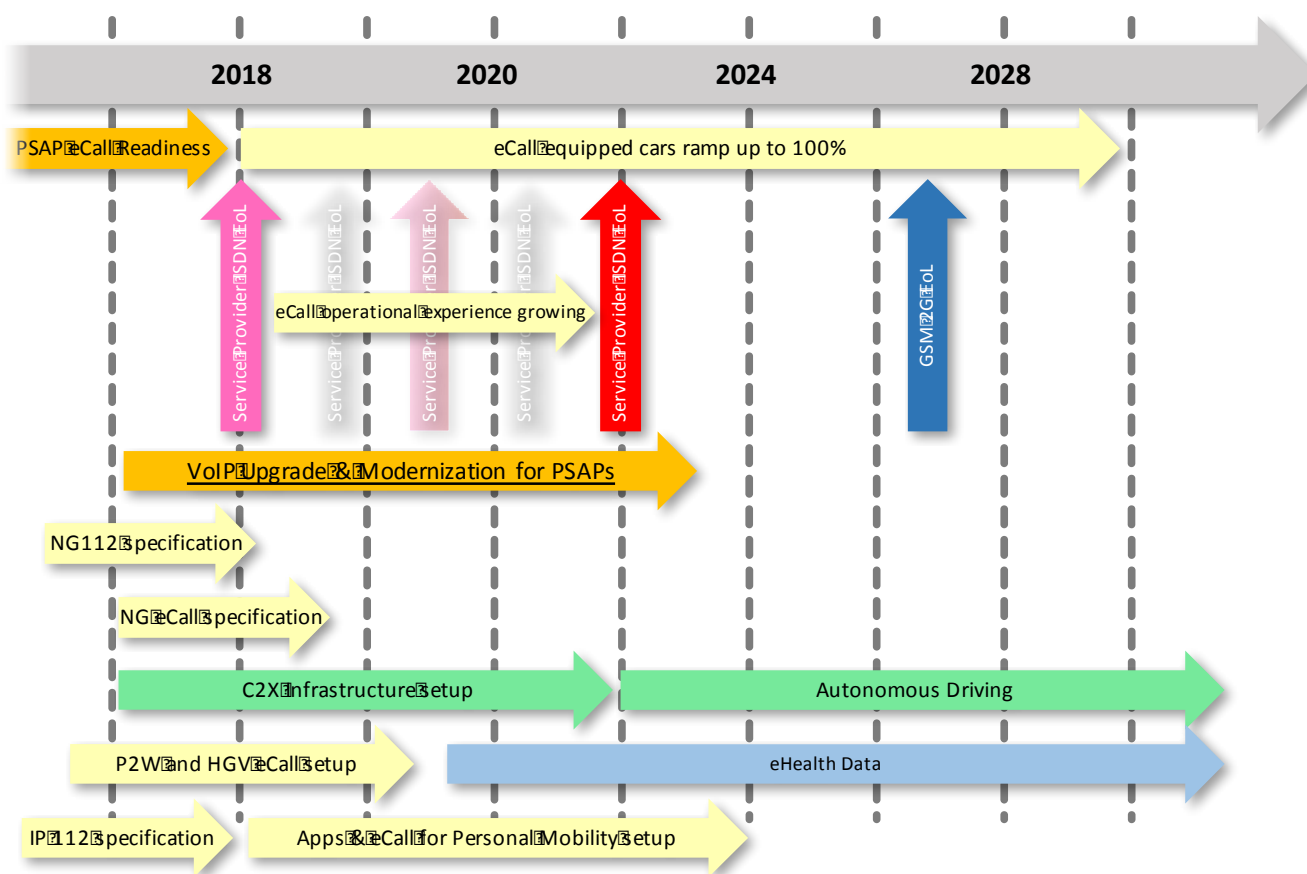 2018 2020 2024 2028
PSAP eCall Readiness
eCall equipped cars ramp up to 100%
Service Provider ISDN EoL
Service Provider ISDN EoL
Service Provider ISDN EoL
Service Provider ISDN EoL
Service Provider ISDN EoL
GSM 2G EoL
eCall operational experience growing
VoIP Upgrade & Modernization for PSAPs
NG112 specification
NG eCall specification
C2X Infrastructure setup
Autonomous Driving
P2W and HGV eCall setup
eHealth Data
IP 112 specification
Apps & eCall for Personal Mobility setup